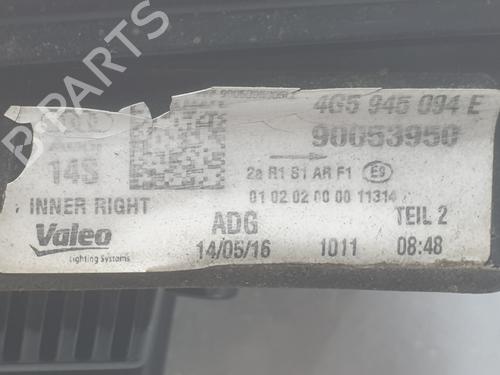 4G5 945 094 E
Audi
90053950
14S
2a R1 S1 AR F1 E9
01 02 02 00 00 11314
INNER RIGHT
ADG
TEIL 2
Valeo
14/05/16 1011 08:48
Lighting Systems
B-PARTS